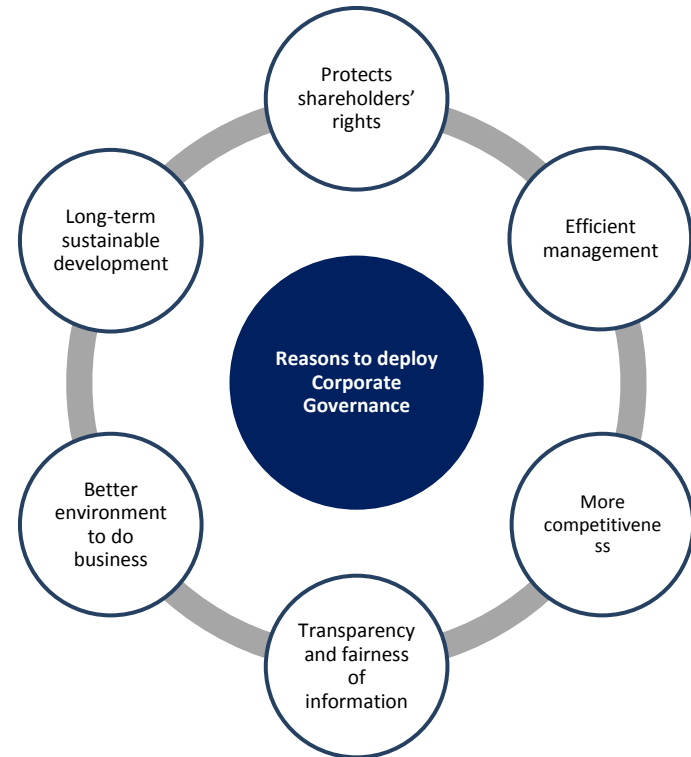 Protects
shareholders’
rights
Efficient
management
More
competitivene
ss
Transparency
and fairness
of
information
Better
environment
to do
business
Long-term
sustainable
development
Reasons to deploy
Corporate
Governance